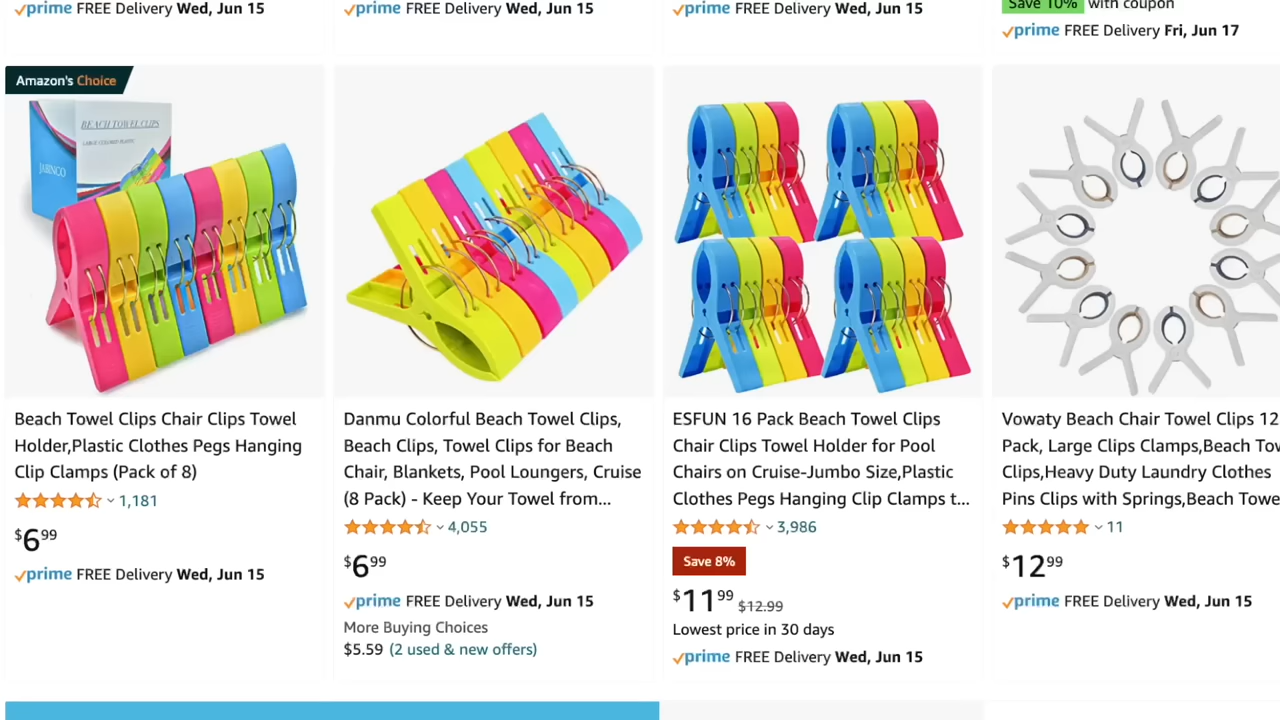 prime FREE Delivery Wed, Jun 15
prime FREE Delivery Wed, Jun 15
prime FREE Delivery Wed, Jun 15
Save 10% with coupon
prime FREE Delivery Fri, Jun 17
Amazon's Choice
BEACH TOWEL CLIPS
JABINCO
Beach Towel Clips Chair Clips Towel
Holder,Plastic Clothes Pegs Hanging
Clip Clamps (Pack of 8)
1,181
$6 99
prime FREE Delivery Wed, Jun 15
Danmu Colorful Beach Towel Clips,
Beach Clips, Towel Clips for Beach
Chair, Blankets, Pool Loungers, Cruise
(8 Pack) - Keep Your Towel from...
4,055
$6 99
prime FREE Delivery Wed, Jun 15
More Buying Choices
$5.59 (2 used & new offers)
ESFUN 16 Pack Beach Towel Clips
Chair Clips Towel Holder for Pool
Chairs on Cruise-Jumbo Size,Plastic
Clothes Pegs Hanging Clip Clamps t...
3,986
Save 8%
$11 99 $12.99
Lowest price in 30 days
prime FREE Delivery Wed, Jun 15
Vowaty Beach Chair Towel Clips 12
Pack, Large Clips Clamps,Beach Tow
Clips,Heavy Duty Laundry Clothes
Pins Clips with Springs,Beach Towe
11
$12 99
prime FREE Delivery Wed, Jun 15